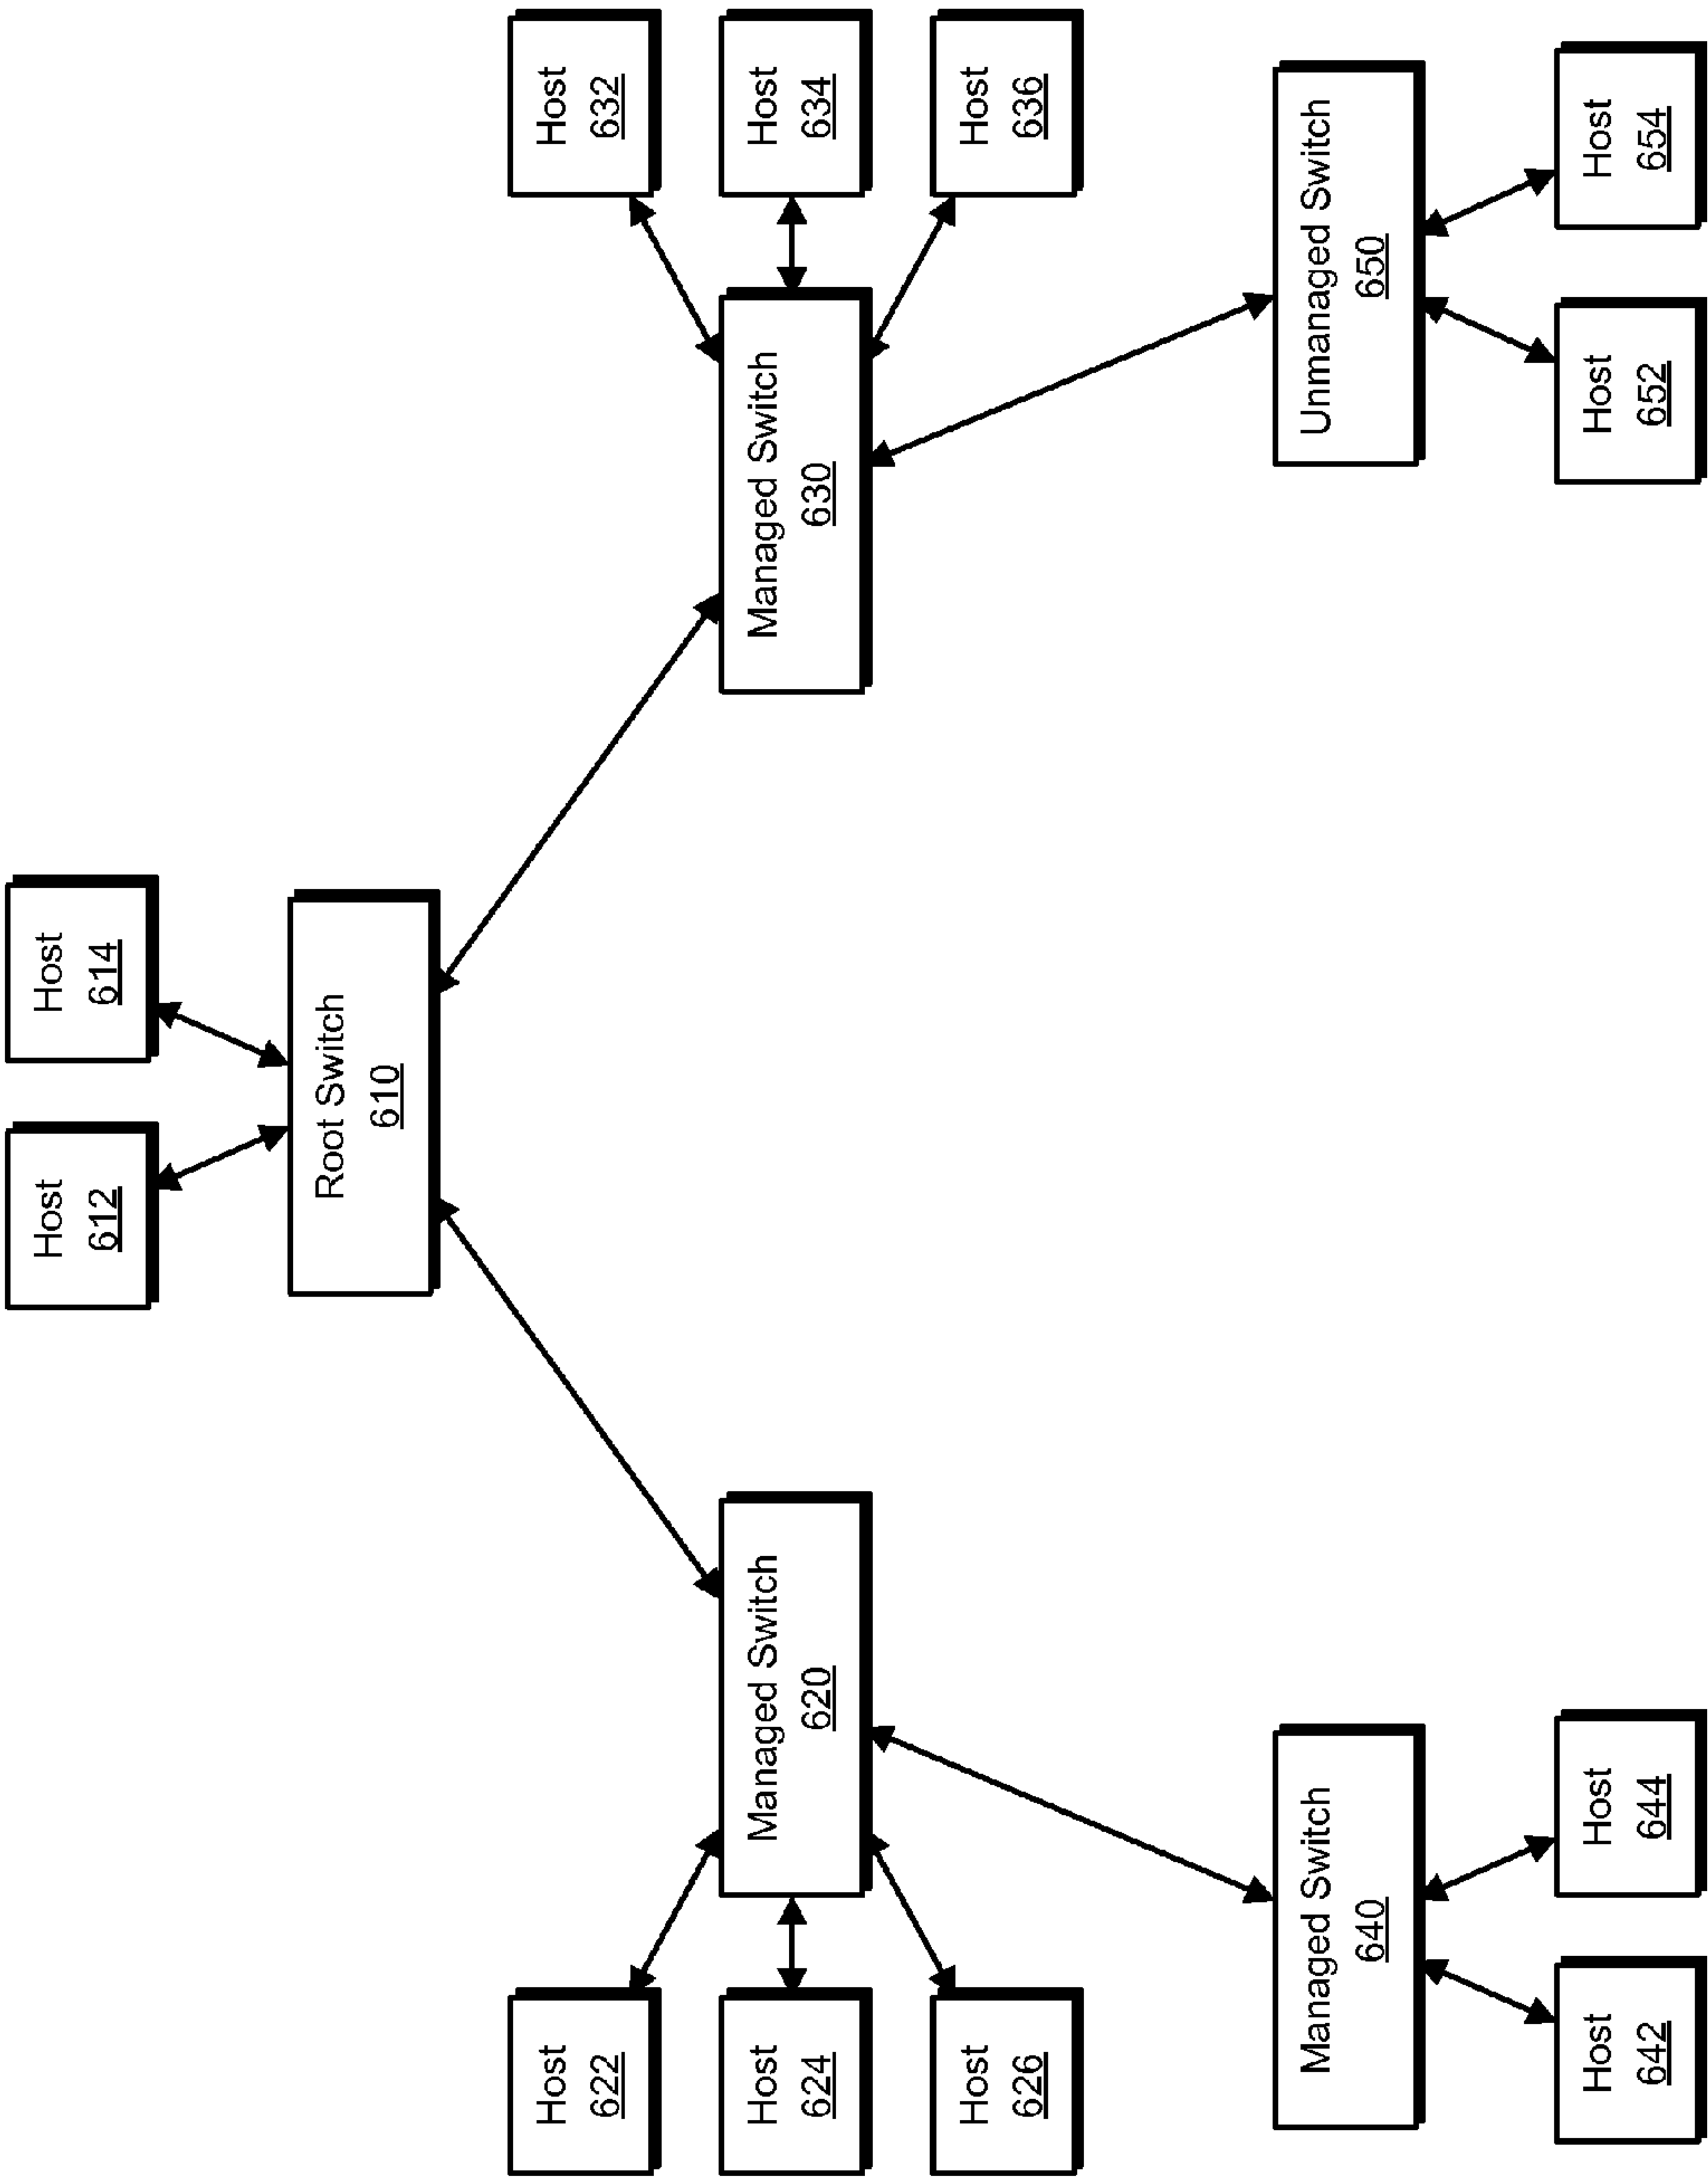 Host
612
Host
614
Root Switch
610
Host
622
Host
624
Host
626
Managed Switch
620
Managed Switch
630
Host
632
Host
634
Host
636
Managed Switch
640
Host
642
Host
644
Unmanaged Switch
650
Host
652
Host
654